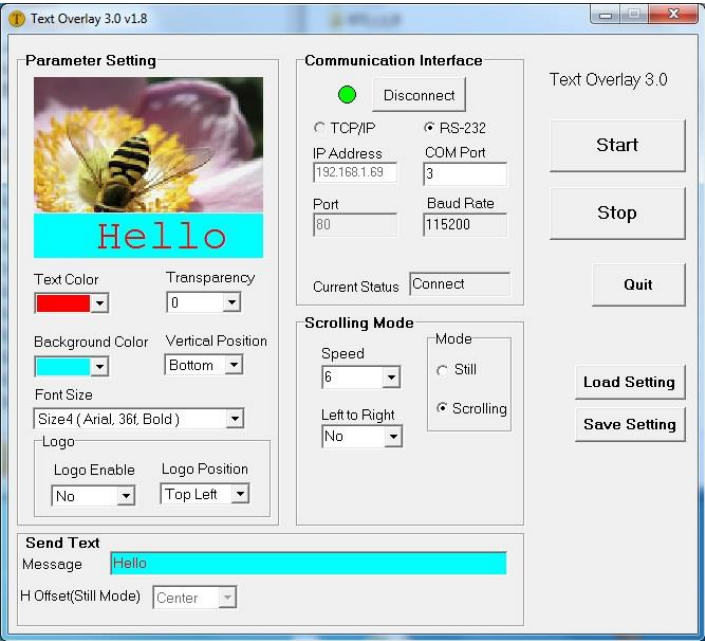 Text Overlay 3.0 v1.8
Parameter Setting
Hello
Text Color
Transparency
0
Background Color
Vertical Position
Bottom
Font Size
Size4 ( Arial, 36f, Bold )
Logo
Logo Enable
Logo Position
No
Top Left
Communication Interface
Disconnect
TCP/IP
RS-232
IP Address
COM Port
192.168.1.69
3
Port
Baud Rate
80
115200
Current Status
Connect
Scrolling Mode
Speed
6
Left to Right
No
Mode
Still
Scrolling
Text Overlay 3.0
Start
Stop
Quit
Load Setting
Save Setting
Send Text
Message
Hello
H Offset(Still Mode)
Center